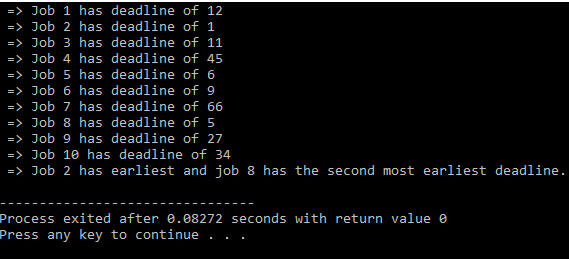 => Job 1 has deadline of 12
=> Job 2 has deadline of 1
=> Job 3 has deadline of 11
=> Job 4 has deadline of 45
=> Job 5 has deadline of 6
=> Job 6 has deadline of 9
=> Job 7 has deadline of 66
=> Job 8 has deadline of 5
=> Job 9 has deadline of 27
=> Job 10 has deadline of 34
=> Job 2 has earliest and job 8 has the second most earliest deadline.
--------------------------------
Process exited after 0.08272 seconds with return value 0
Press any key to continue . . .